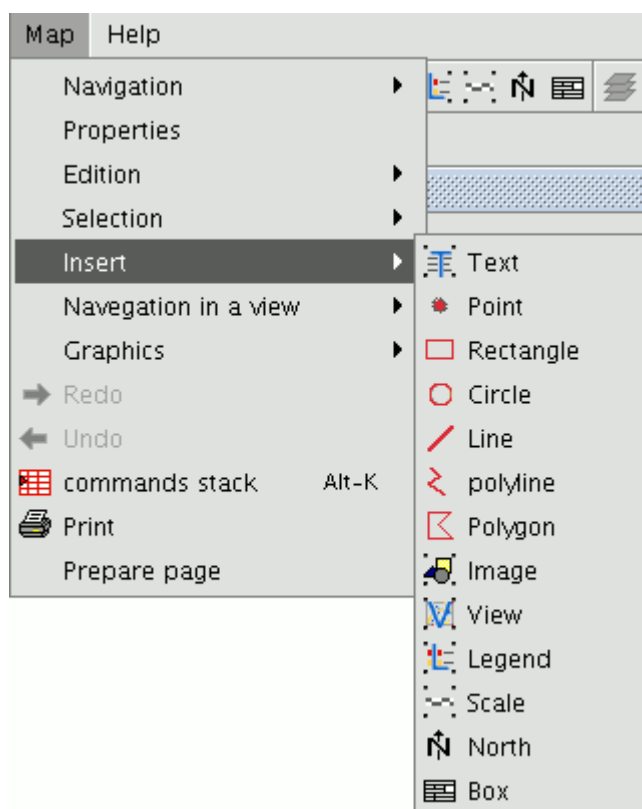 Map Help
Navigation
Properties
Edition
Selection
Insert
Navegation in a view
Graphics
Redo
Undo
commands stack Alt-K
Print
Prepare page
Text
Point
Rectangle
Circle
Line
polyline
Polygon
Image
View
Legend
Scale
North
Box